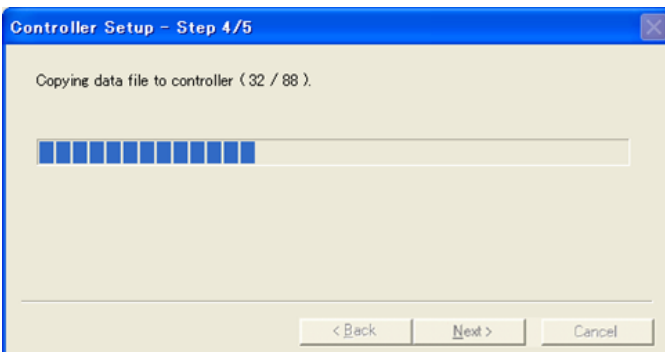 Controller Setup - Step 4/5
Copying data file to controller ( 32 / 88 ).
< Back
Next >
Cancel